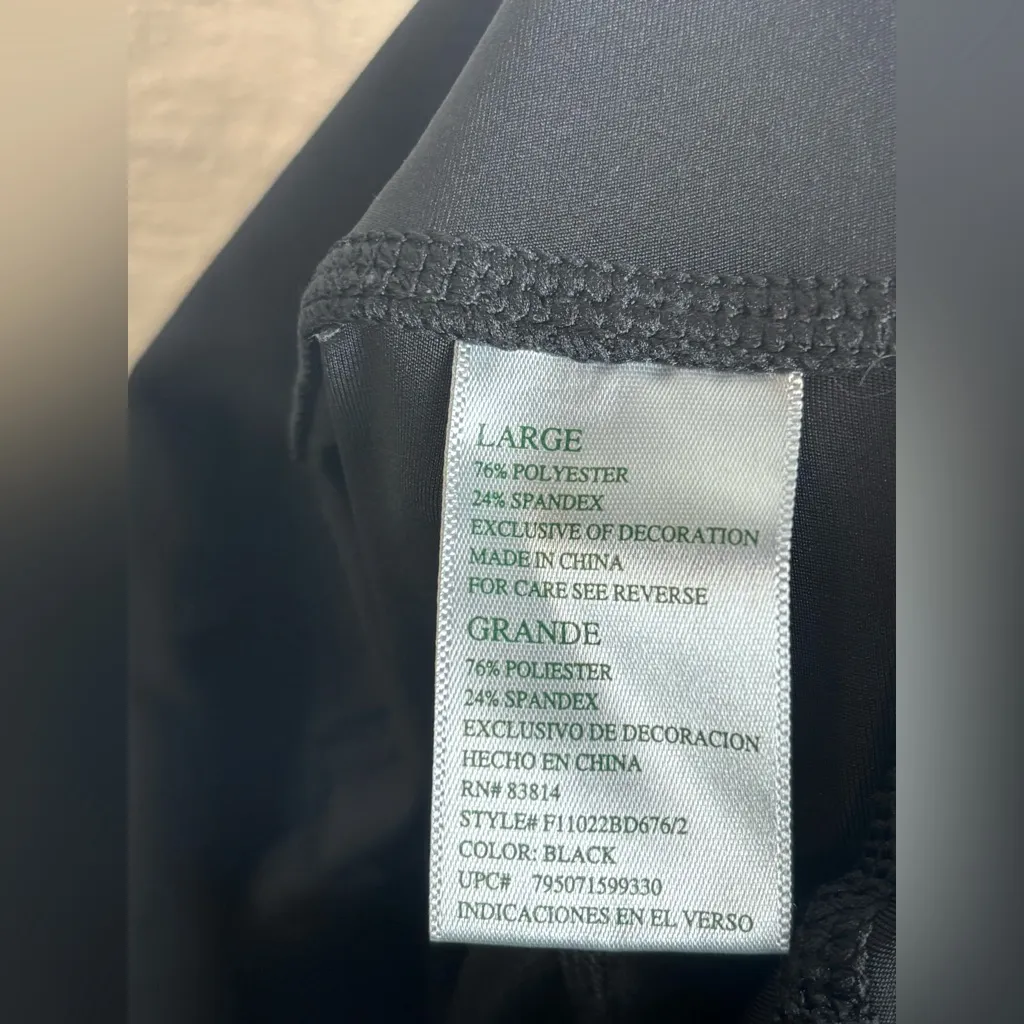 LARGE
76% POLYESTER
24% SPANDEX
EXCLUSIVE OF DECORATION
MADE IN CHINA
FOR CARE SEE REVERSE
GRANDE
76% POLIESTER
24% SPANDEX
EXCLUSIVO DE DECORACION
HECHO EN CHINA
RN# 83814
STYLE# F11022BD676/2
COLOR: BLACK
UPC# 795071599330
INDICACIONES EN EL VERSO